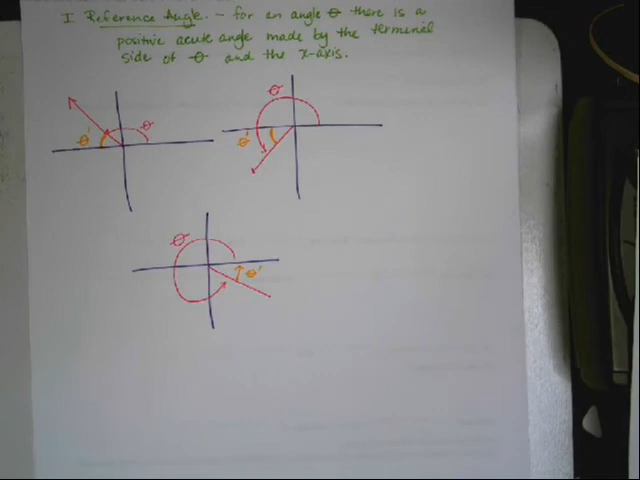 I Reference Angle. - for an angle θ there is a
positive acute angle made by the terminal
side of θ and the x-axis.
θ
θ' θ
θ'
θ
θ'